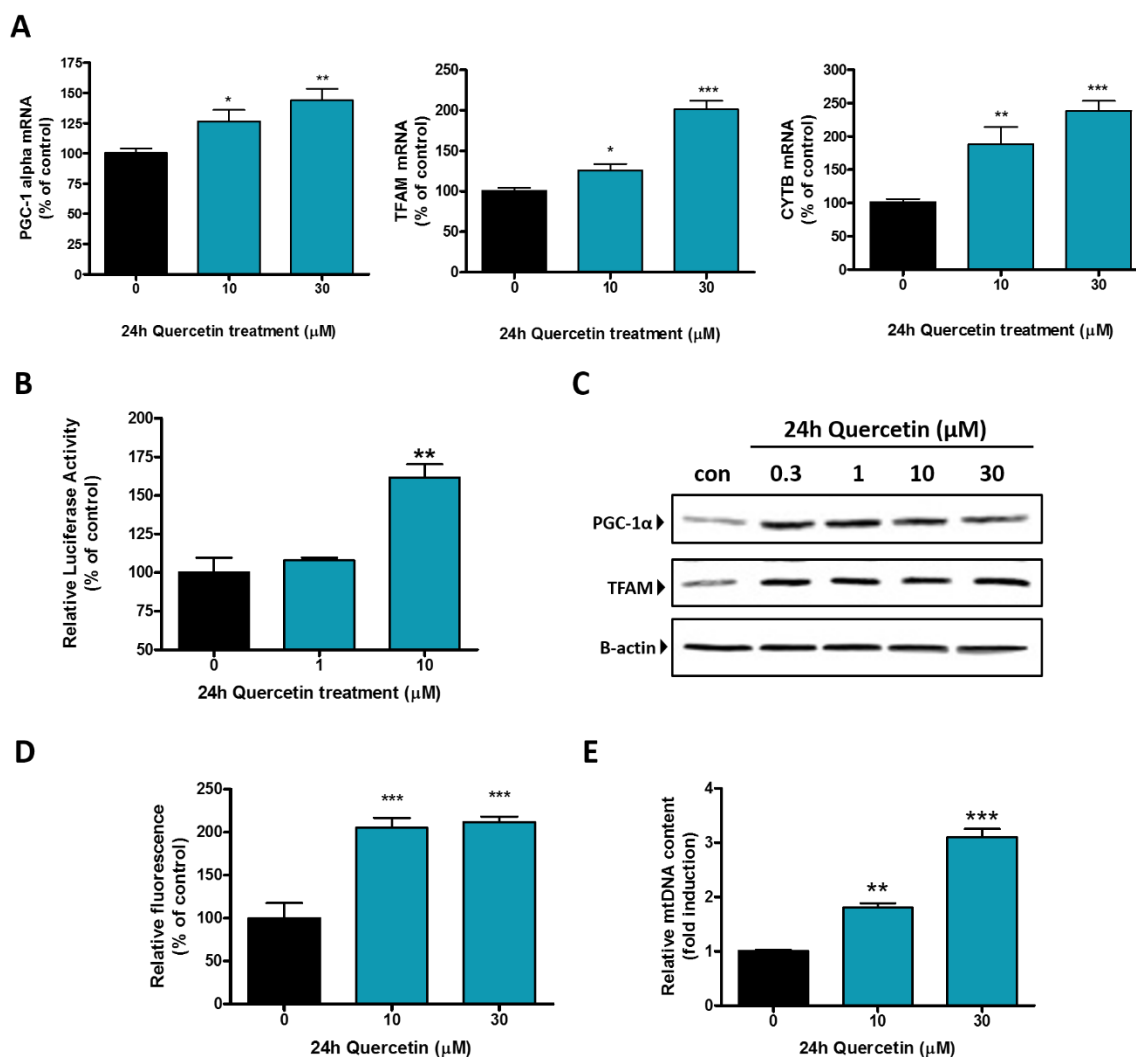 A
PGC-1 alpha mRNA
(% of control)
175
150
125
100
75
50
25
0
*
**
0 10 30
24h Quercetin treatment (µM)
TFAM mRNA
(% of control)
250
200
150
100
50
0
*
***
0 10 30
24h Quercetin treatment (µM)
CYTB mRNA
(% of control)
300
250
200
150
100
50
0
**
***
0 10 30
24h Quercetin treatment (µM)
B
Relative Luciferase Activity
(% of control)
200
175
150
125
100
75
50
**
0 1 10
24h Quercetin treatment (µM)
C
24h Quercetin (µM)
con 0.3 1 10 30
PGC-1α
TFAM
B-actin
D
Relative fluorescence
(% of control)
250
200
150
100
50
0
***
***
0 10 30
24h Quercetin (µM)
E
Relative mtDNA content
(fold induction)
4
3
2
1
0
**
***
0 10 30
24h Quercetin (µM)